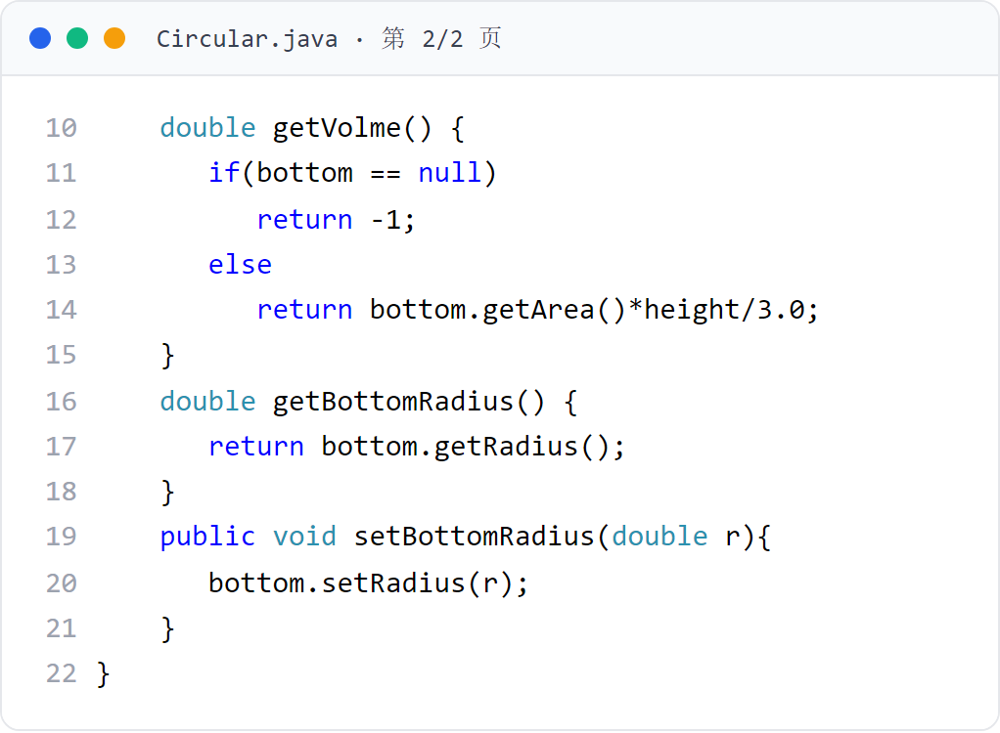 Circular.java · 第 2/2 页
10     double getVolme() {
11        if(bottom == null)
12           return -1;
13        else
14           return bottom.getArea()*height/3.0;
15     }
16     double getBottomRadius() {
17        return bottom.getRadius();
18     }
19     public void setBottomRadius(double r){
20        bottom.setRadius(r);
21     }
22 }